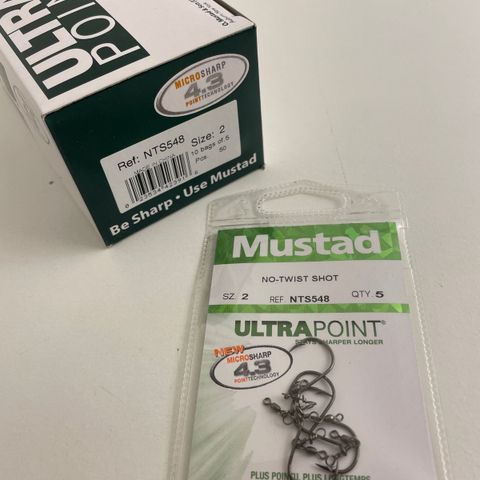 O. Mustad & Son
ULTRA
POINT
MICROSHARP
4.3
POINT TECHNOLOGY
Ref: NTS548 Size: 2
10 bags of 5
Pcs. 50
Be Sharp • Use Mustad
Mustad
NO-TWIST SHOT
SZ. 2 REF. NTS548 QTY. 5
ULTRAPOINT®
STAYS SHARPER LONGER
NEW
MICROSHARP
4.3
POINT TECHNOLOGY
PLUS POINTU, PLUS LONGTEMPS